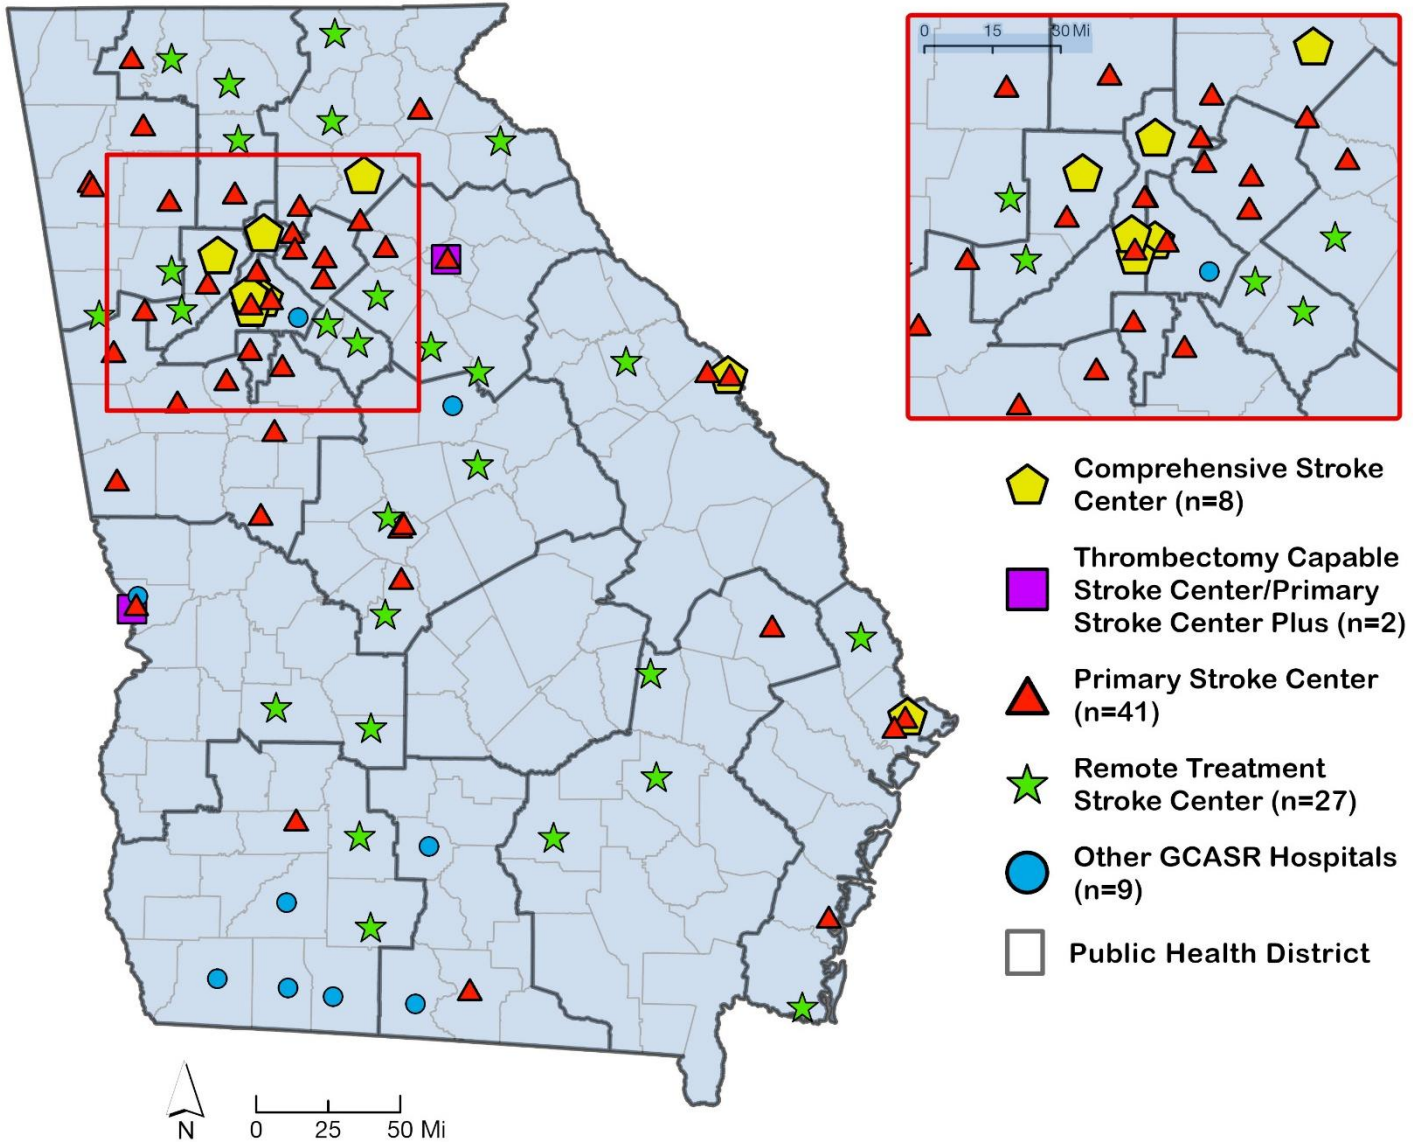 0 15 30 Mi
Comprehensive Stroke
Center (n=8)
Thrombectomy Capable
Stroke Center/Primary
Stroke Center Plus (n=2)
Primary Stroke Center
(n=41)
Remote Treatment
Stroke Center (n=27)
Other GCASR Hospitals
(n=9)
Public Health District
N
0 25 50 Mi